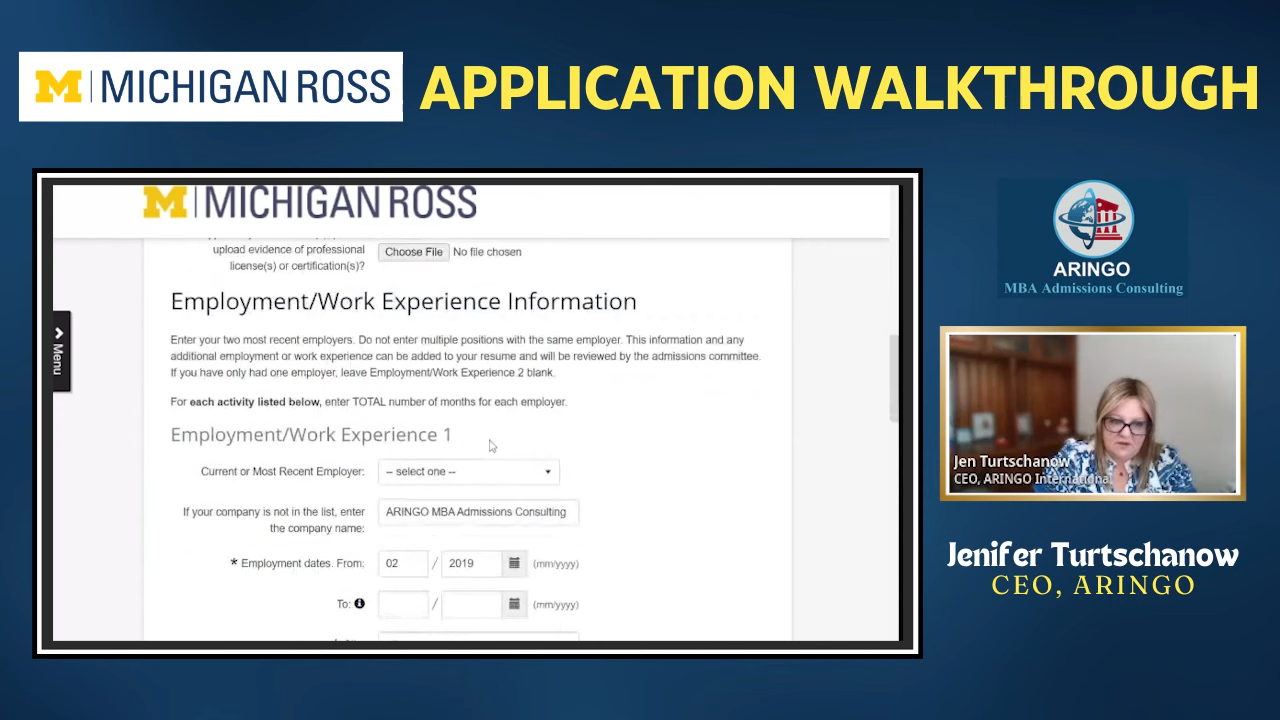 M | MICHIGAN ROSS
APPLICATION WALKTHROUGH
M | MICHIGAN ROSS
upload evidence of professional
license(s) or certification(s)?
Choose File No file chosen
Employment/Work Experience Information
Enter your two most recent employers. Do not enter multiple positions with the same employer. This information and any
additional employment or work experience can be added to your resume and will be reviewed by the admissions committee.
If you have only had one employer, leave Employment/Work Experience 2 blank.
For each activity listed below, enter TOTAL number of months for each employer.
Employment/Work Experience 1
Current or Most Recent Employer: -- select one --
If your company is not in the list, enter
the company name:
ARINGO MBA Admissions Consulting
* Employment dates. From: 02 / 2019 (mm/yyyy)
To: / (mm/yyyy)
Menu
ARINGO
MBA Admissions Consulting
Jen Turtschanow
CEO, ARINGO International
Jenifer Turtschanow
CEO, ARINGO